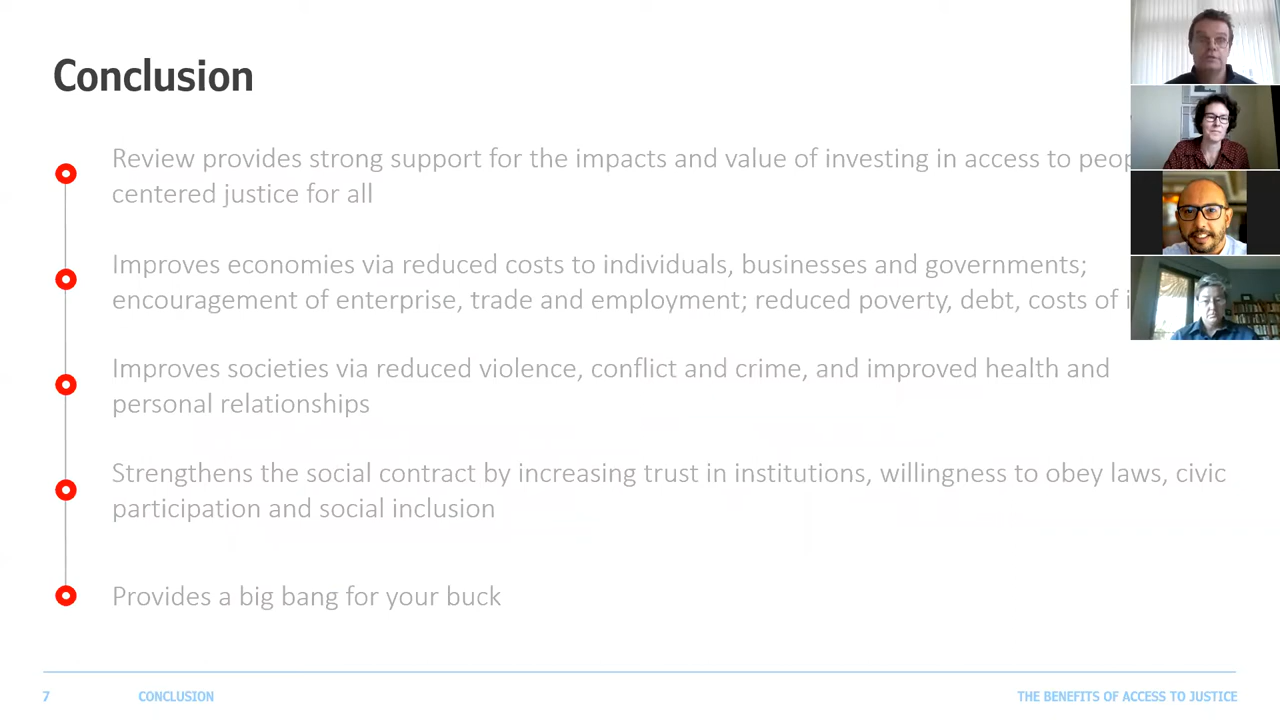 Conclusion
Review provides strong support for the impacts and value of investing in access to
centered justice for all
Improves economies via reduced costs to individuals, businesses and governments;
encouragement of enterprise, trade and employment; reduced poverty, debt, costs of
Improves societies via reduced violence, conflict and crime, and improved health and
personal relationships
Strengthens the social contract by increasing trust in institutions, willingness to obey laws, civic
participation and social inclusion
Provides a big bang for your buck
7 CONCLUSION THE BENEFITS OF ACCESS TO JUSTICE